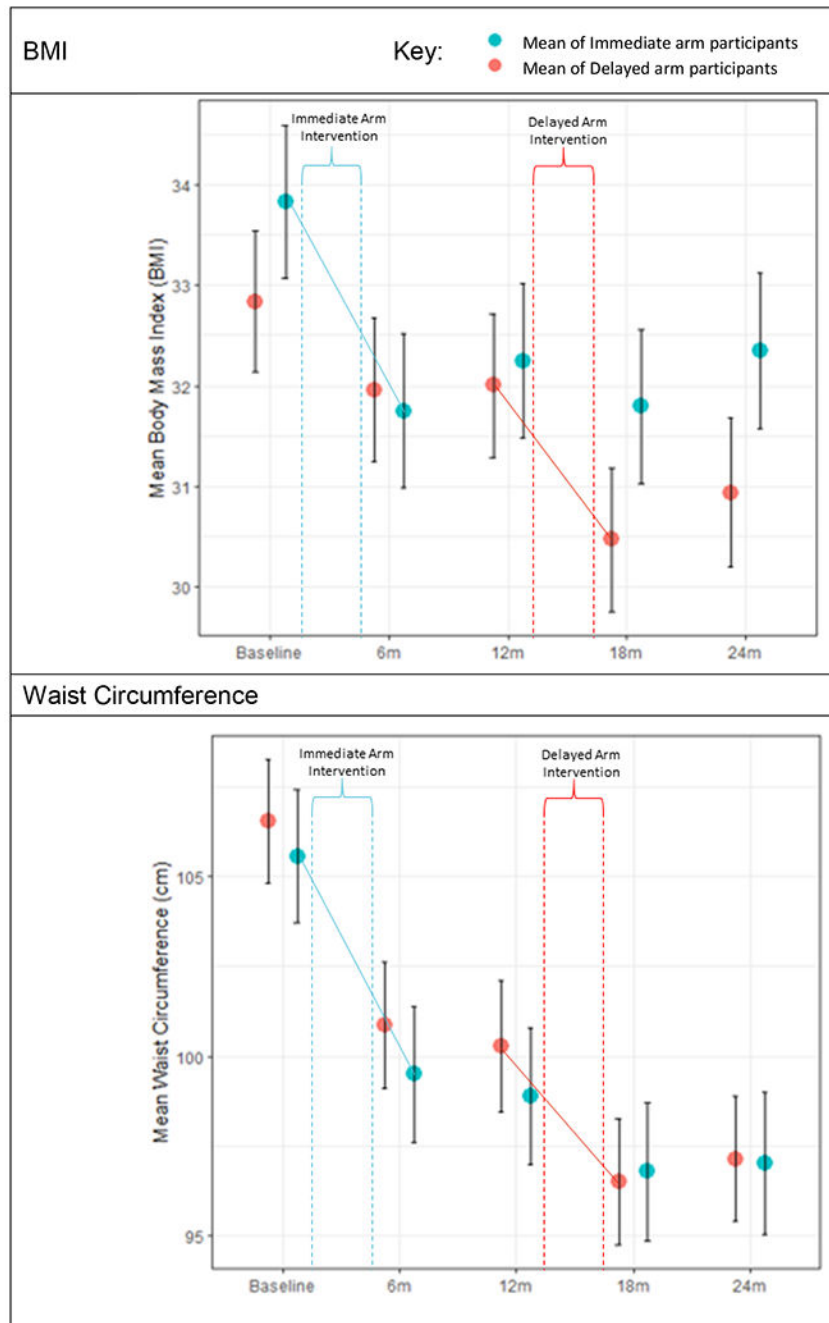 BMI
Key:
Mean of Immediate arm participants
Mean of Delayed arm participants
Immediate Arm
Intervention
Delayed Arm
Intervention
Mean Body Mass Index (BMI)
34
33
32
31
30
Baseline
6m
12m
18m
24m
Waist Circumference
Immediate Arm
Intervention
Delayed Arm
Intervention
Mean Waist Circumference (cm)
105
100
95
Baseline
6m
12m
18m
24m